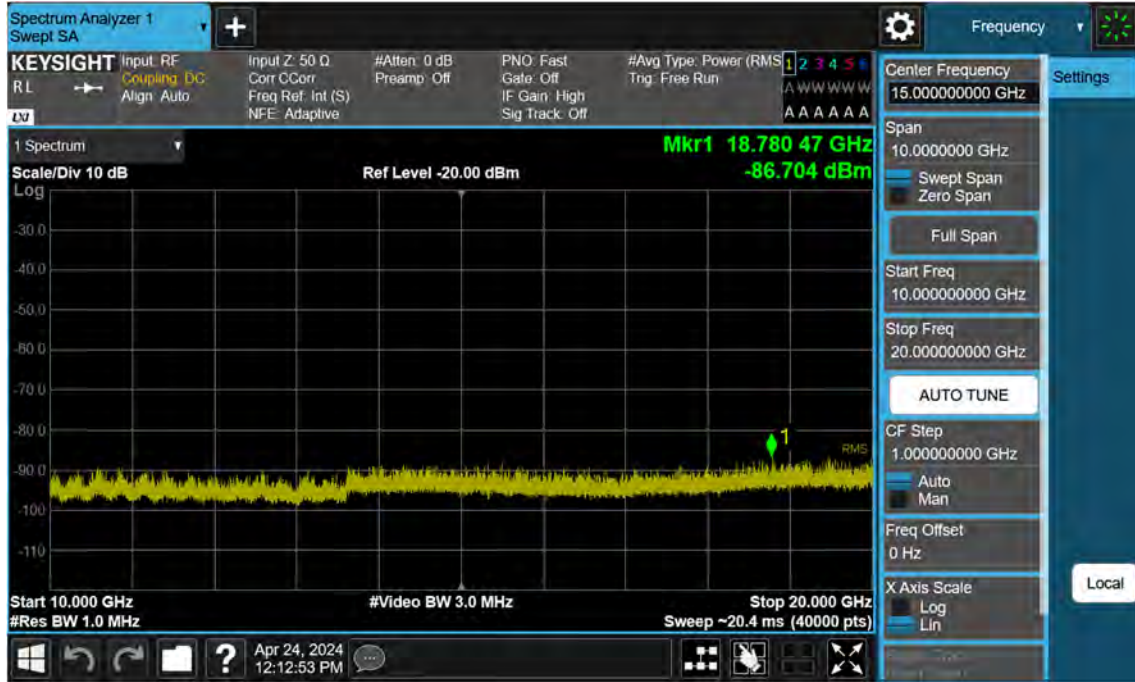 Spectrum Analyzer 1
Swept SA
+
Frequency
KEYSIGHT
RL
LXI
Input: RF
Coupling: DC
Align: Auto
Input Z: 50 Ω
Corr CCorr
Freq Ref: Int (S)
NFE: Adaptive
#Atten: 0 dB
Preamp: Off
PNO: Fast
Gate: Off
IF Gain: High
Sig Track: Off
#Avg Type: Power (RMS
Trig: Free Run
1 2 3 4 5 6
A W W W W W
A A A A A A
1 Spectrum
Scale/Div 10 dB
Ref Level -20.00 dBm
Mkr1 18.780 47 GHz
-86.704 dBm
Log
-30.0
-40.0
-50.0
-60.0
-70.0
-80.0
-90.0
-100
-110
1
RMS
Start 10.000 GHz
#Res BW 1.0 MHz
#Video BW 3.0 MHz
Stop 20.000 GHz
Sweep ~20.4 ms (40000 pts)
Center Frequency
15.000000000 GHz
Span
10.0000000 GHz
Swept Span
Zero Span
Full Span
Start Freq
10.000000000 GHz
Stop Freq
20.000000000 GHz
AUTO TUNE
CF Step
1.000000000 GHz
Auto
Man
Freq Offset
0 Hz
X Axis Scale
Log
Lin
Settings
Local
?
Apr 24, 2024
12:12:53 PM